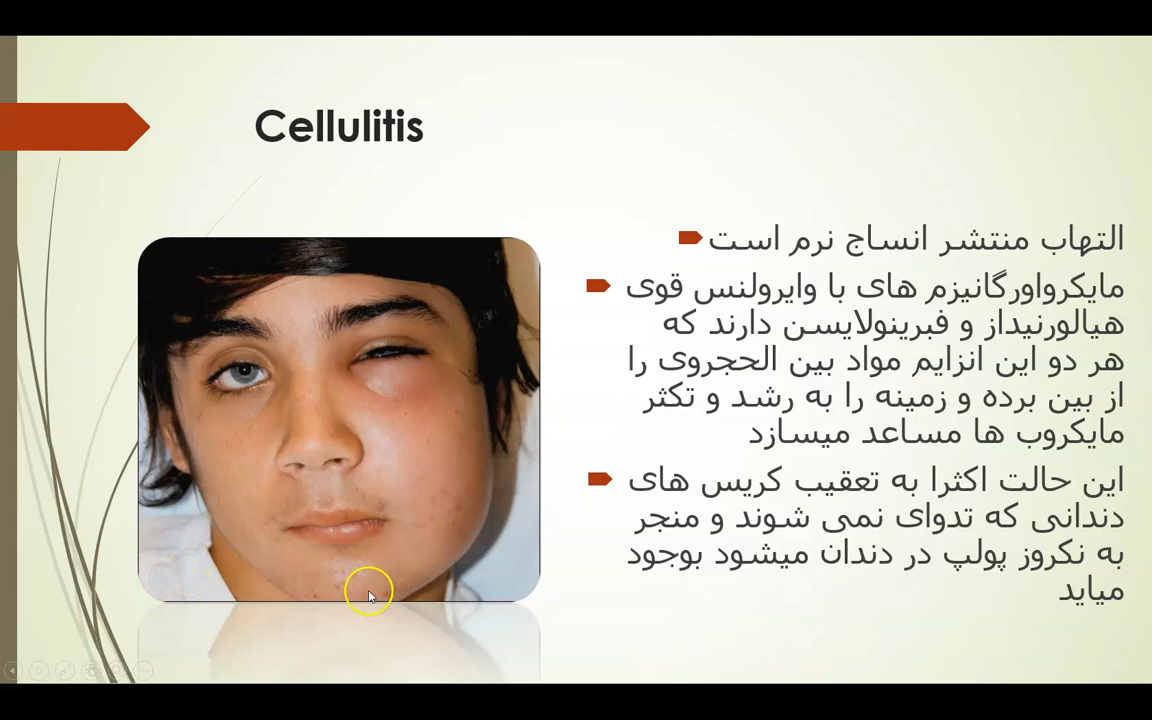 Cellulitis
التهاب منتشر انساج نرم است
مایکرواورگانیزم های با وایرولنس قوی
هیالورنیداز و فبرینولایسن دارند که
هر دو این انزایم مواد بین الحجروی را
از بین برده و زمینه را به رشد و تکثر
مایکروب ها مساعد میسازد
این حالت اکثرا به تعقیب کریس های
دندانی که تدوای نمی شوند و منجر
به نکروز پولپ در دندان میشود بوجود
میاید